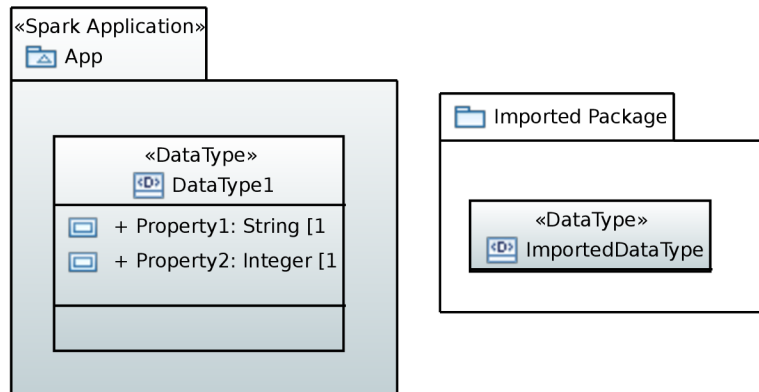 «Spark Application»
App
«DataType»
DataType1
+ Property1: String [1
+ Property2: Integer [1
Imported Package
«DataType»
<D> ImportedDataType